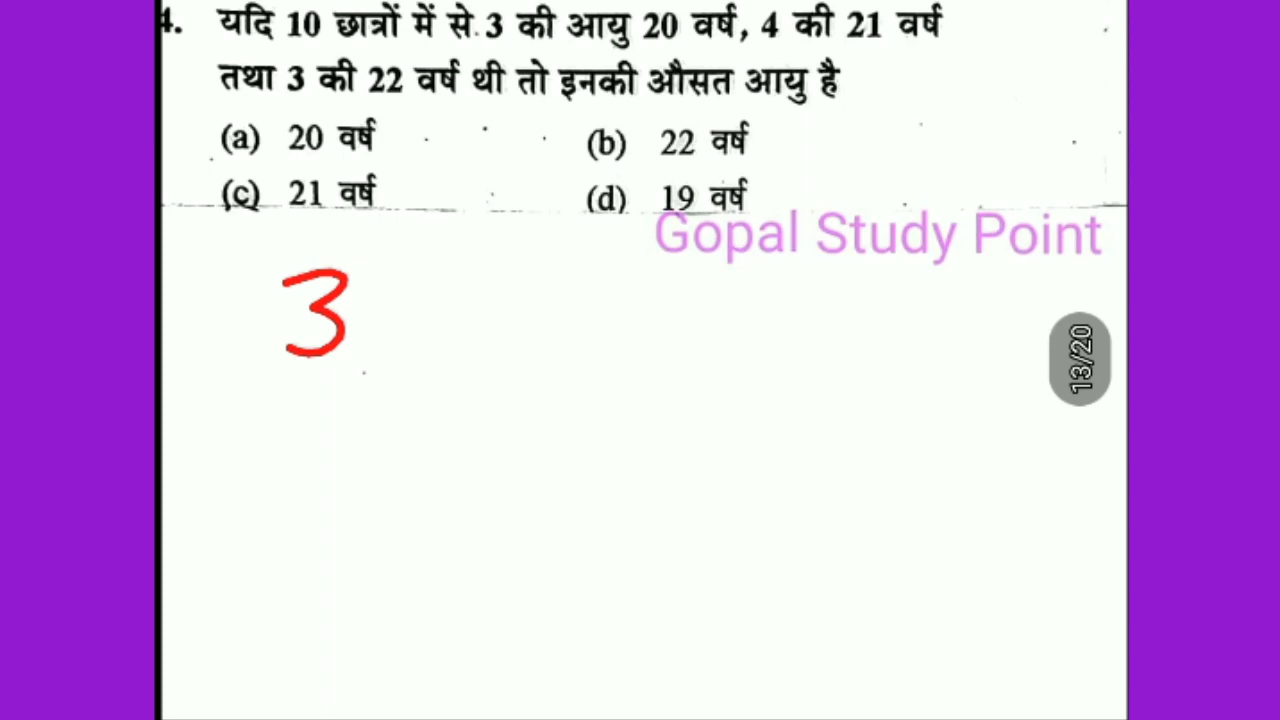 4. यदि 10 छात्रों में से 3 की आयु 20 वर्ष, 4 की 21 वर्ष
तथा 3 की 22 वर्ष थी तो इनकी औसत आयु है
(a) 20 वर्ष (b) 22 वर्ष
(c) 21 वर्ष (d) 19 वर्ष
Gopal Study Point
3
13/20